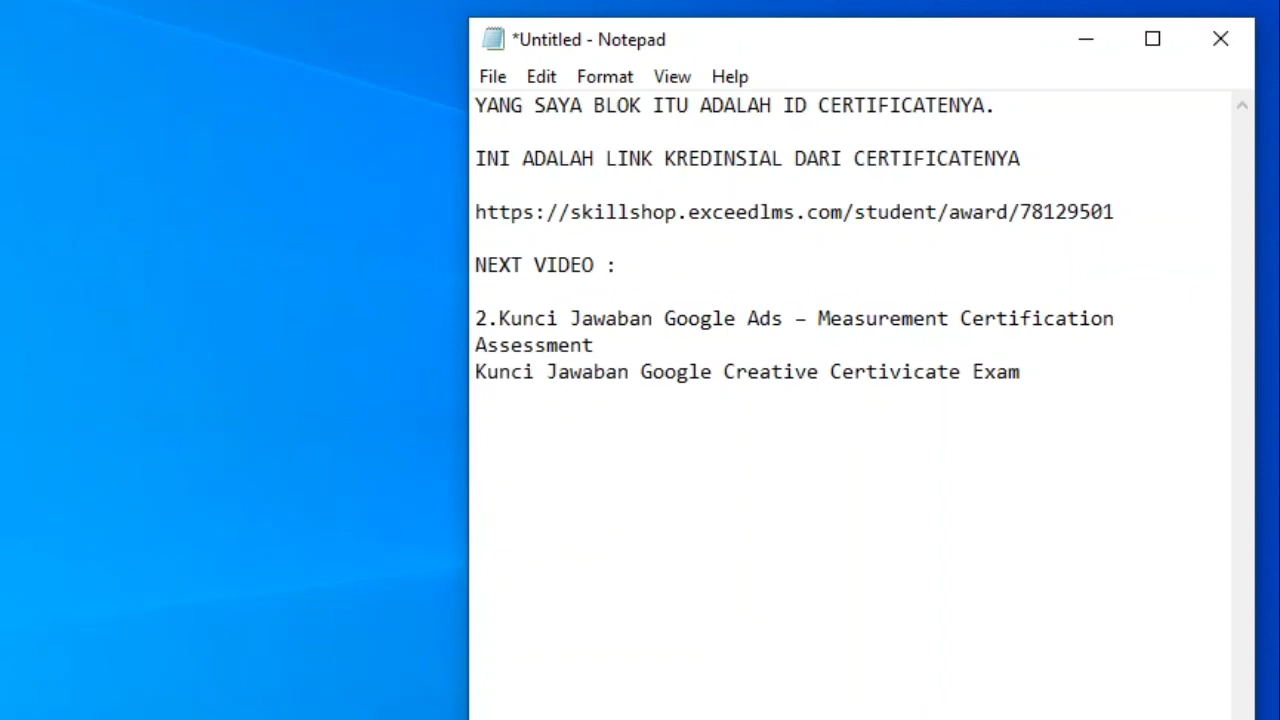 *Untitled - Notepad
File Edit Format View Help
YANG SAYA BLOK ITU ADALAH ID CERTIFICATENYA.
INI ADALAH LINK KREDINSIAL DARI CERTIFICATENYA
https://skillshop.exceedlms.com/student/award/78129501
NEXT VIDEO :
2.Kunci Jawaban Google Ads – Measurement Certification
Assessment
Kunci Jawaban Google Creative Certivicate Exam